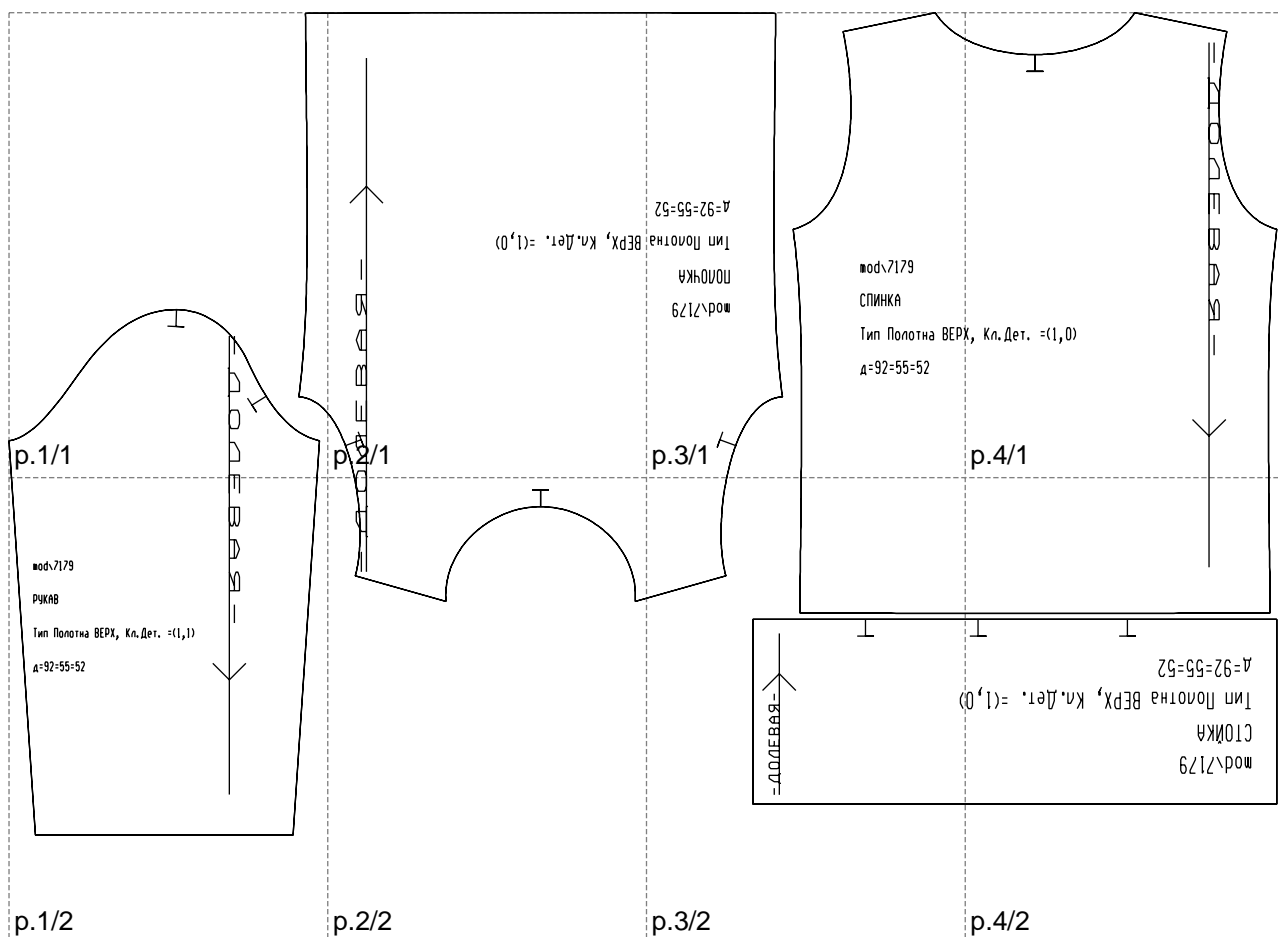 д=92=55=52
Тип Полотна ВЕРХ, Кл.Дет. =(1,0)
ПОЛОЧКА
mod\7179
-ДОЛЕВАЯ-
mod\7179
СПИНКА
Тип Полотна ВЕРХ, Кл.Дет. =(1,0)
д=92=55=52
-ДОЛЕВАЯ-
p.1/1
p.2/1
p.3/1
p.4/1
mod\7179
РУКАВ
Тип Полотна ВЕРХ, Кл.Дет. =(1,1)
д=92=55=52
-ДОЛЕВАЯ-
д=92=55=52
Тип Полотна ВЕРХ, Кл.Дет. =(1,0)
СТОЙКА
mod\7179
-ДОЛЕВАЯ-
p.1/2
p.2/2
p.3/2
p.4/2